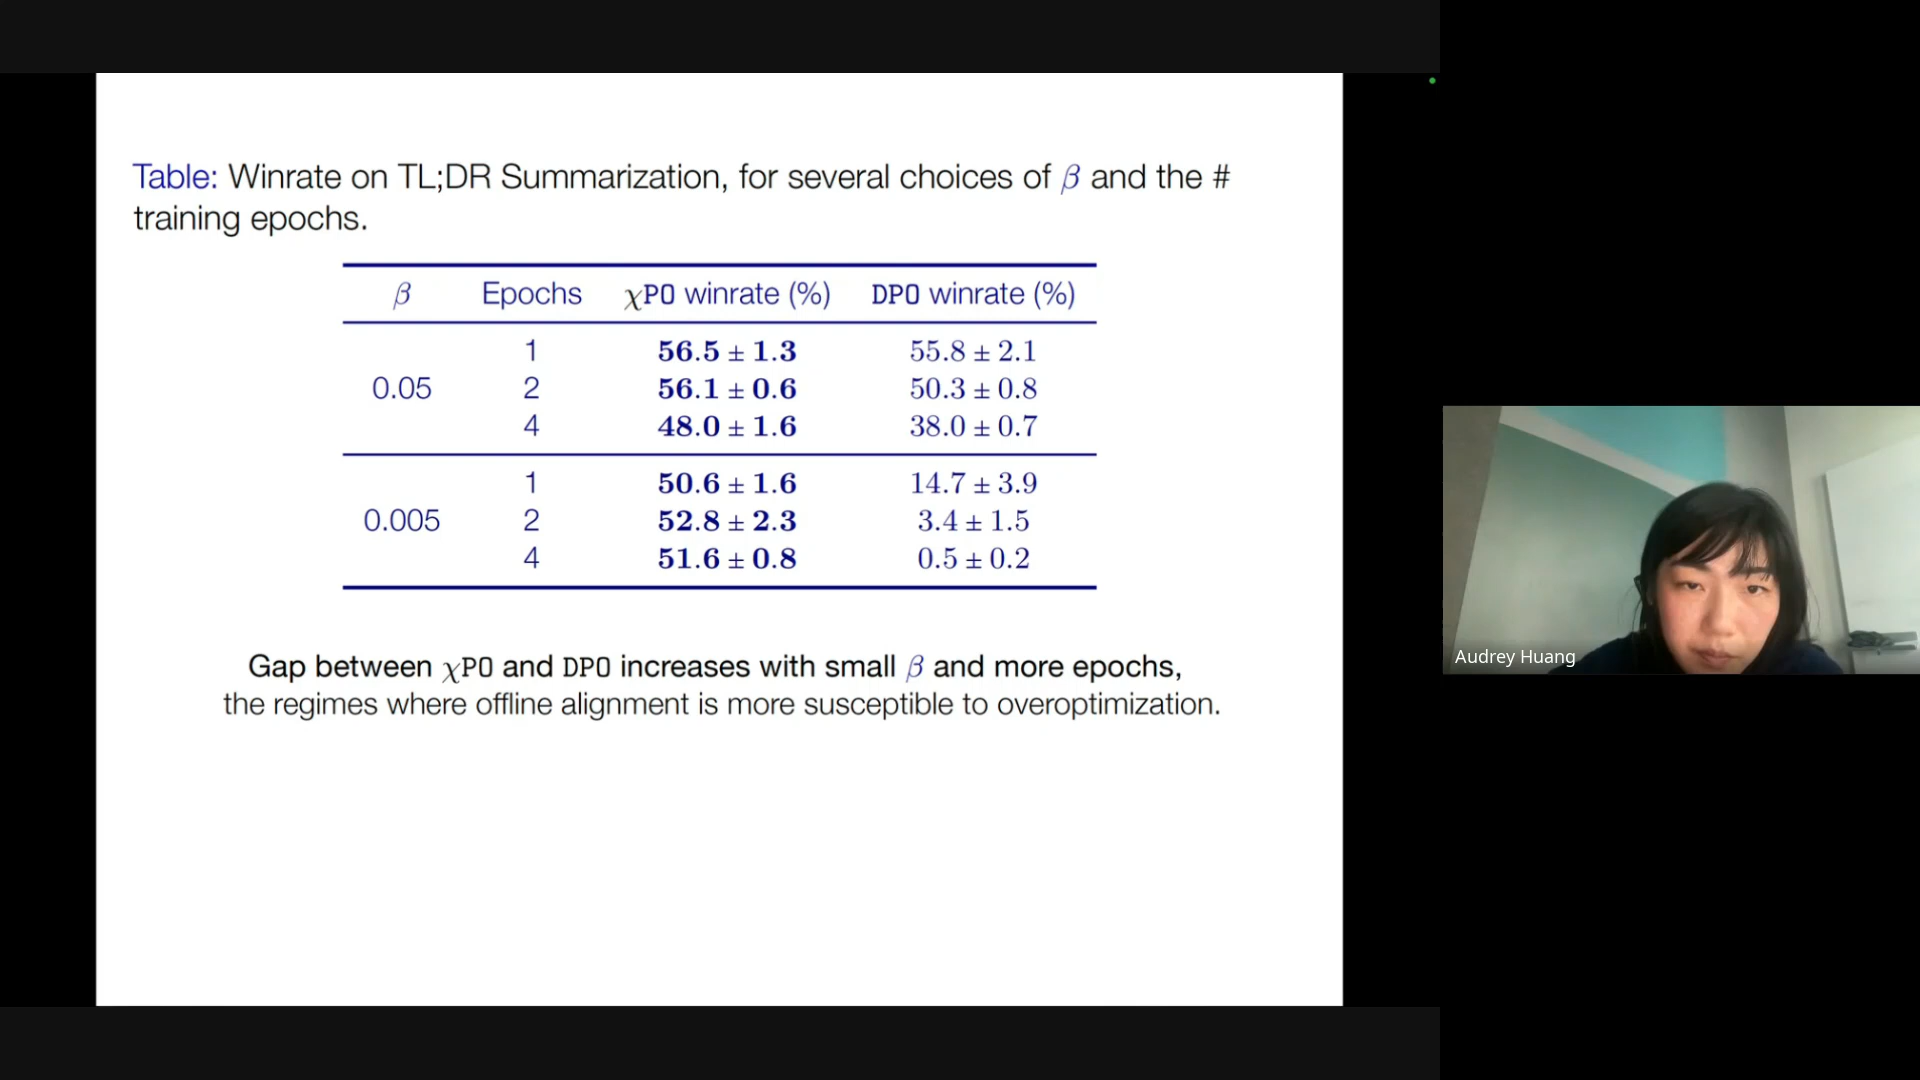 Table: Winrate on TL;DR Summarization, for several choices of β and the #
training epochs.
β Epochs χPO winrate (%) DPO winrate (%)
1 56.5 ± 1.3 55.8 ± 2.1
0.05 2 56.1 ± 0.6 50.3 ± 0.8
4 48.0 ± 1.6 38.0 ± 0.7
1 50.6 ± 1.6 14.7 ± 3.9
0.005 2 52.8 ± 2.3 3.4 ± 1.5
4 51.6 ± 0.8 0.5 ± 0.2
Gap between χPO and DPO increases with small β and more epochs,
the regimes where offline alignment is more susceptible to overoptimization.
Audrey Huang